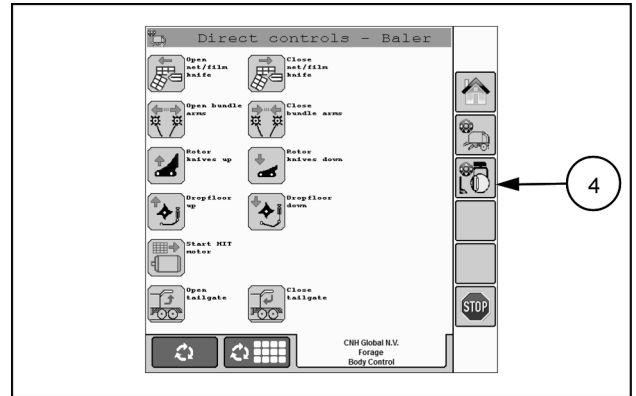 Direct controls - Baler
Open
net/film
knife
Close
net/film
knife
Open bundle
arms
Close
bundle arms
Rotor
knives up
Rotor
knives down
Dropfloor
up
Dropfloor
down
Start NIT
motor
Open
tailgate
Close
tailgate
STOP
CNH Global N.V.
Forage
Body Control
4